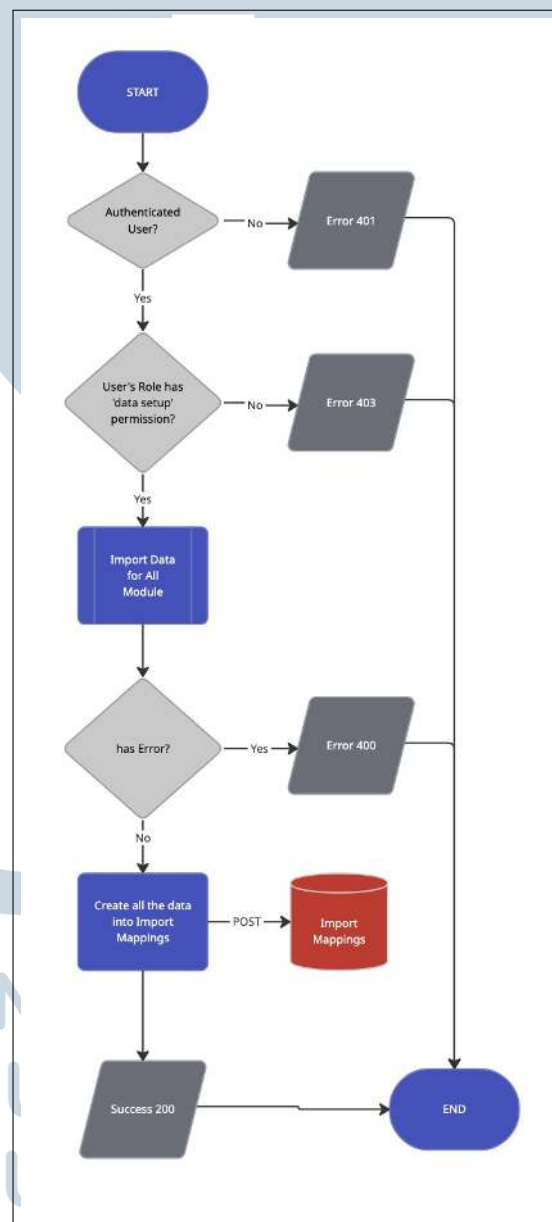 START
Authenticated
User?
No
Error 401
Yes
User's Role has
'data setup'
permission?
No
Error 403
Yes
Import Data
for All
Module
has Error?
Yes
Error 400
No
Create all the data
into Import
Mappings
POST
Import
Mappings
Success 200
END